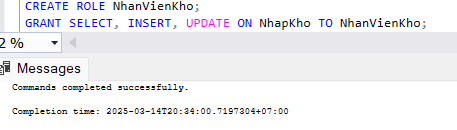 CREATE ROLE NhanVienKho;
GRANT SELECT, INSERT, UPDATE ON NhapKho TO NhanVienKho;
2 %
Messages
Commands completed successfully.
Completion time: 2025-03-14T20:34:00.7197304+07:00